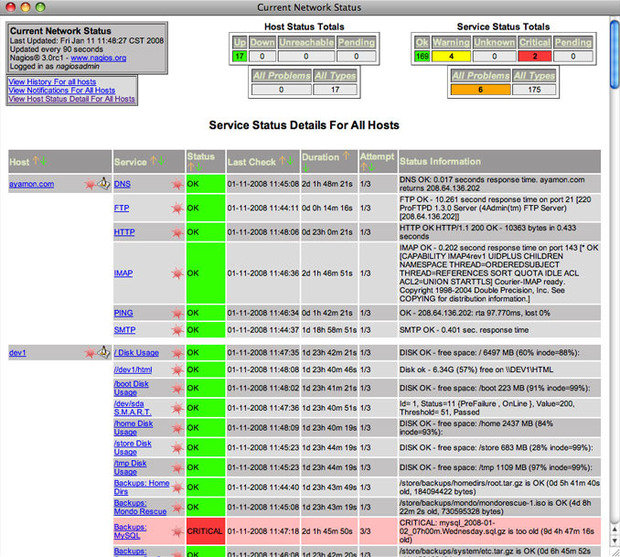 Current Network Status
Current Network Status
Last Updated: Fri Jan 11 11:48:27 CST 2008
Updated every 90 seconds
Nagios® 3.0rc1 - www.nagios.org
Logged in as nagiosadmin
View History For all hosts
View Notifications For All Hosts
View Host Status Detail For All Hosts
Host Status Totals
Up Down Unreachable Pending
17 0 0 0
All Problems All Types
0 17
Service Status Totals
Ok Warning Unknown Critical Pending
169 4 0 2 0
All Problems All Types
6 175
Service Status Details For All Hosts
Host Service Status Last Check Duration Attempt Status Information
ayamon.com DNS OK 01-11-2008 11:45:08 2d 1h 48m 21s 1/3 DNS OK: 0.017 seconds response time. ayamon.com
returns 208.64.136.202
FTP OK 01-11-2008 11:44:11 0d 0h 14m 16s 1/3 FTP OK - 10.261 second response time on port 21 [220
ProFTPD 1.3.0 Server (4Admin(tm) FTP Server)
[208.64.136.202]]
HTTP OK 01-11-2008 11:48:06 0d 23h 0m 21s 1/3 HTTP OK HTTP/1.1 200 OK - 10363 bytes in 0.433
seconds
IMAP OK 01-11-2008 11:46:36 2d 1h 46m 51s 1/3 IMAP OK - 0.202 second response time on port 143 [* OK
[CAPABILITY IMAP4rev1 UIDPLUS CHILDREN
NAMESPACE THREAD=ORDEREDSUBJECT
THREAD=REFERENCES SORT QUOTA IDLE ACL
ACL2=UNION STARTTLS] Courier-IMAP ready.
Copyright 1998-2004 Double Precision, Inc. See
COPYING for distribution information.]
PING OK 01-11-2008 11:46:34 0d 1h 42m 21s 1/3 OK - 208.64.136.202: rta 97.770ms, lost 0%
SMTP OK 01-11-2008 11:44:37 1d 18h 58m 51s 1/3 SMTP OK - 0.401 sec. response time
dev1 / Disk Usage OK 01-11-2008 11:47:35 1d 23h 42m 21s 1/3 DISK OK - free space: / 6497 MB (60% inode=88%):
//dev1/html OK 01-11-2008 11:48:08 1d 23h 40m 46s 1/3 Disk ok - 6.34G (57%) free on \\DEV1\HTML
/boot Disk
Usage OK 01-11-2008 11:48:02 1d 23h 41m 21s 1/3 DISK OK - free space: /boot 223 MB (91% inode=99%):
/dev/sda
S.M.A.R.T. OK 01-11-2008 11:47:36 1d 23h 40m 51s 1/3 Id= 1, Status=11 {PreFailure , OnLine }, Value=200,
Threshold= 51, Passed
/home Disk
Usage OK 01-11-2008 11:45:09 1d 23h 43m 19s 1/3 DISK OK - free space: /home 2437 MB (84%
inode=93%):
/store Disk
Usage OK 01-11-2008 11:45:23 1d 23h 44m 19s 1/3 DISK OK - free space: /store 683 MB (28% inode=99%):
/tmp Disk
Usage OK 01-11-2008 11:45:23 1d 23h 44m 19s 1/3 DISK OK - free space: /tmp 1109 MB (97% inode=99%):
Backups: Home
Dirs OK 01-11-2008 11:44:40 1d 23h 43m 49s 1/3 /store/backups/homedirs/root.tar.gz is OK (0d 5h 41m 40s
old, 184094422 bytes)
Backups:
Mondo Rescue OK 01-11-2008 11:45:23 1d 23h 43m 19s 1/3 /store/backups/mondo/mondorescue-1.iso is OK (4d 8h
22m 2s old, 730595328 bytes)
Backups:
MySQL CRITICAL 01-11-2008 11:47:18 2d 1h 45m 50s 3/3 CRITICAL: mysql_2008-01-
02_07h00m.Wednesday.sql.gz is too old (9d 4h 47m 16s
old)
Backups: OK 01-11-2008 11:45:23 1d 23h 44m 19s 1/3 /store/backups/system/etc.tar.gz is OK (0d 6h 45m 52s